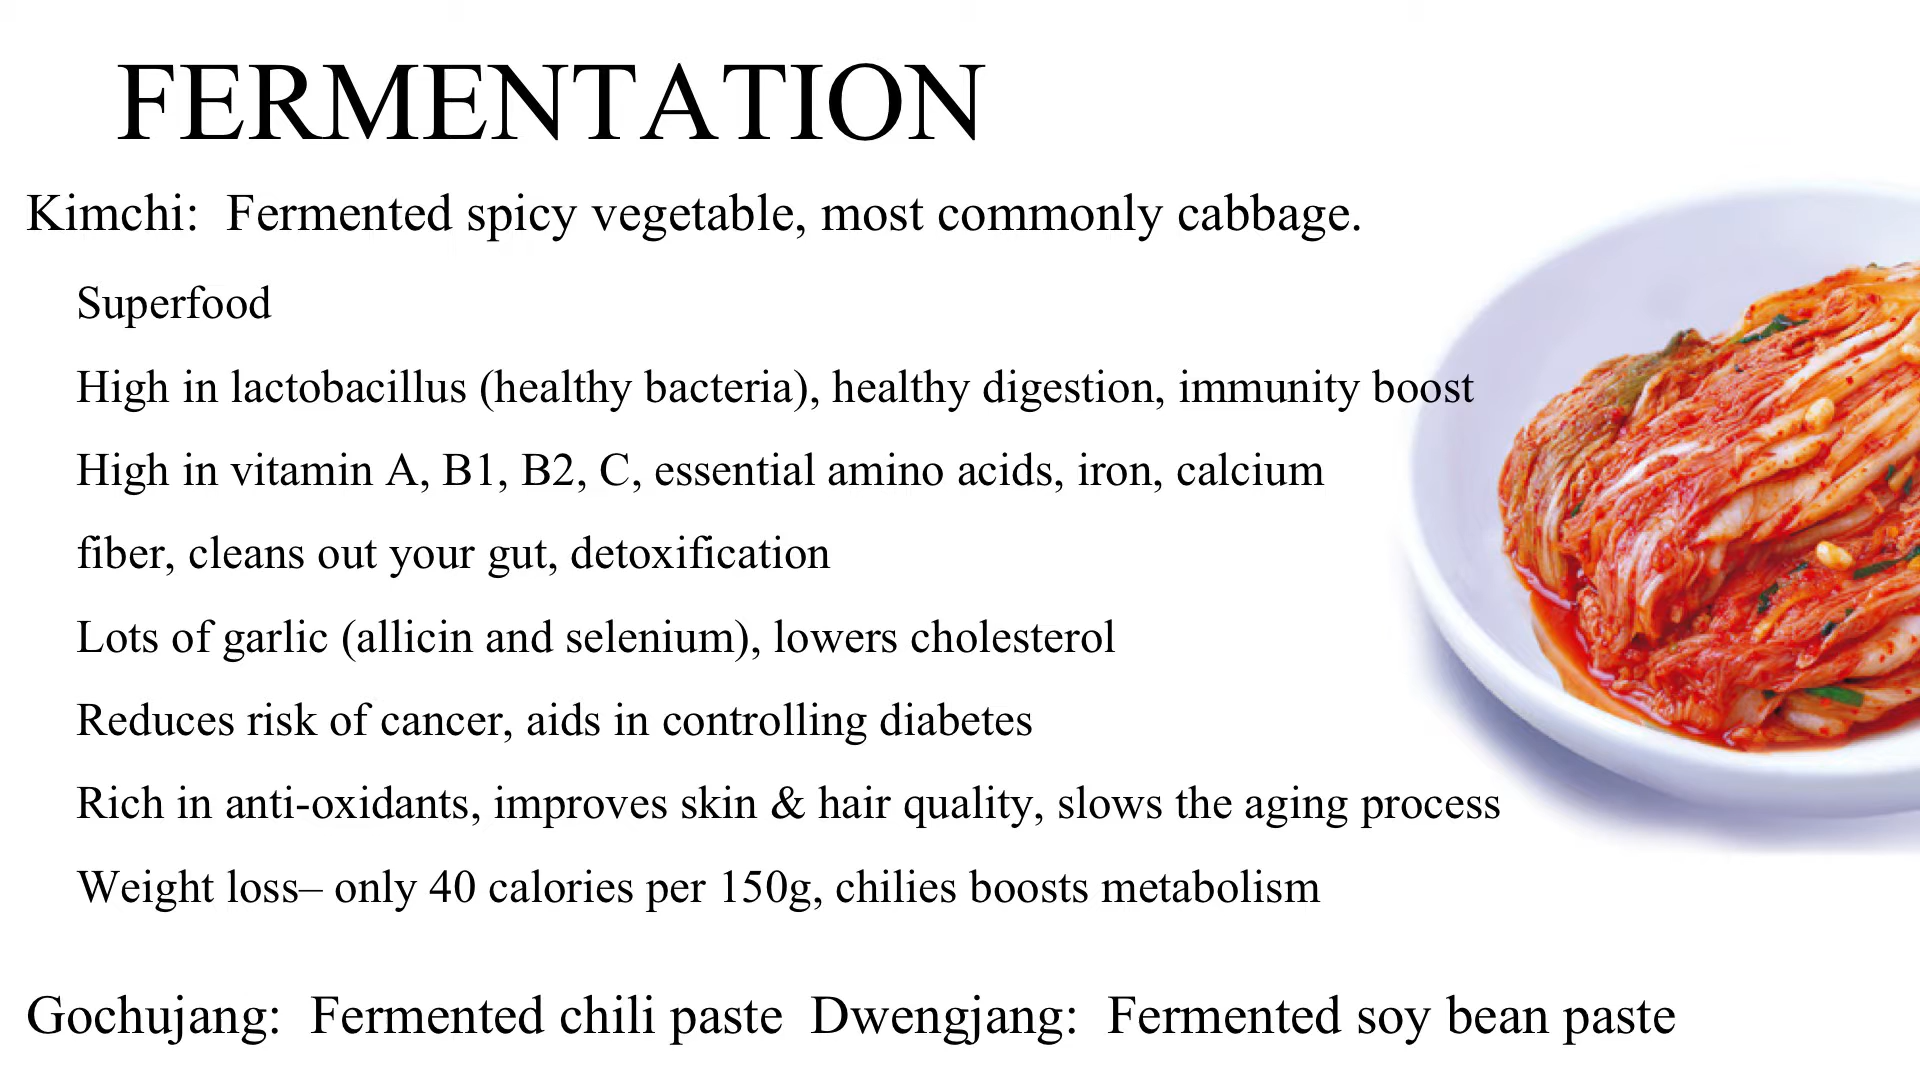 FERMENTATION
Kimchi:  Fermented spicy vegetable, most commonly cabbage.
Superfood
High in lactobacillus (healthy bacteria), healthy digestion, immunity boost
High in vitamin A, B1, B2, C, essential amino acids, iron, calcium
fiber, cleans out your gut, detoxification
Lots of garlic (allicin and selenium), lowers cholesterol
Reduces risk of cancer, aids in controlling diabetes
Rich in anti-oxidants, improves skin & hair quality, slows the aging process
Weight loss– only 40 calories per 150g, chilies boosts metabolism
Gochujang:  Fermented chili paste  Dwengjang:  Fermented soy bean paste